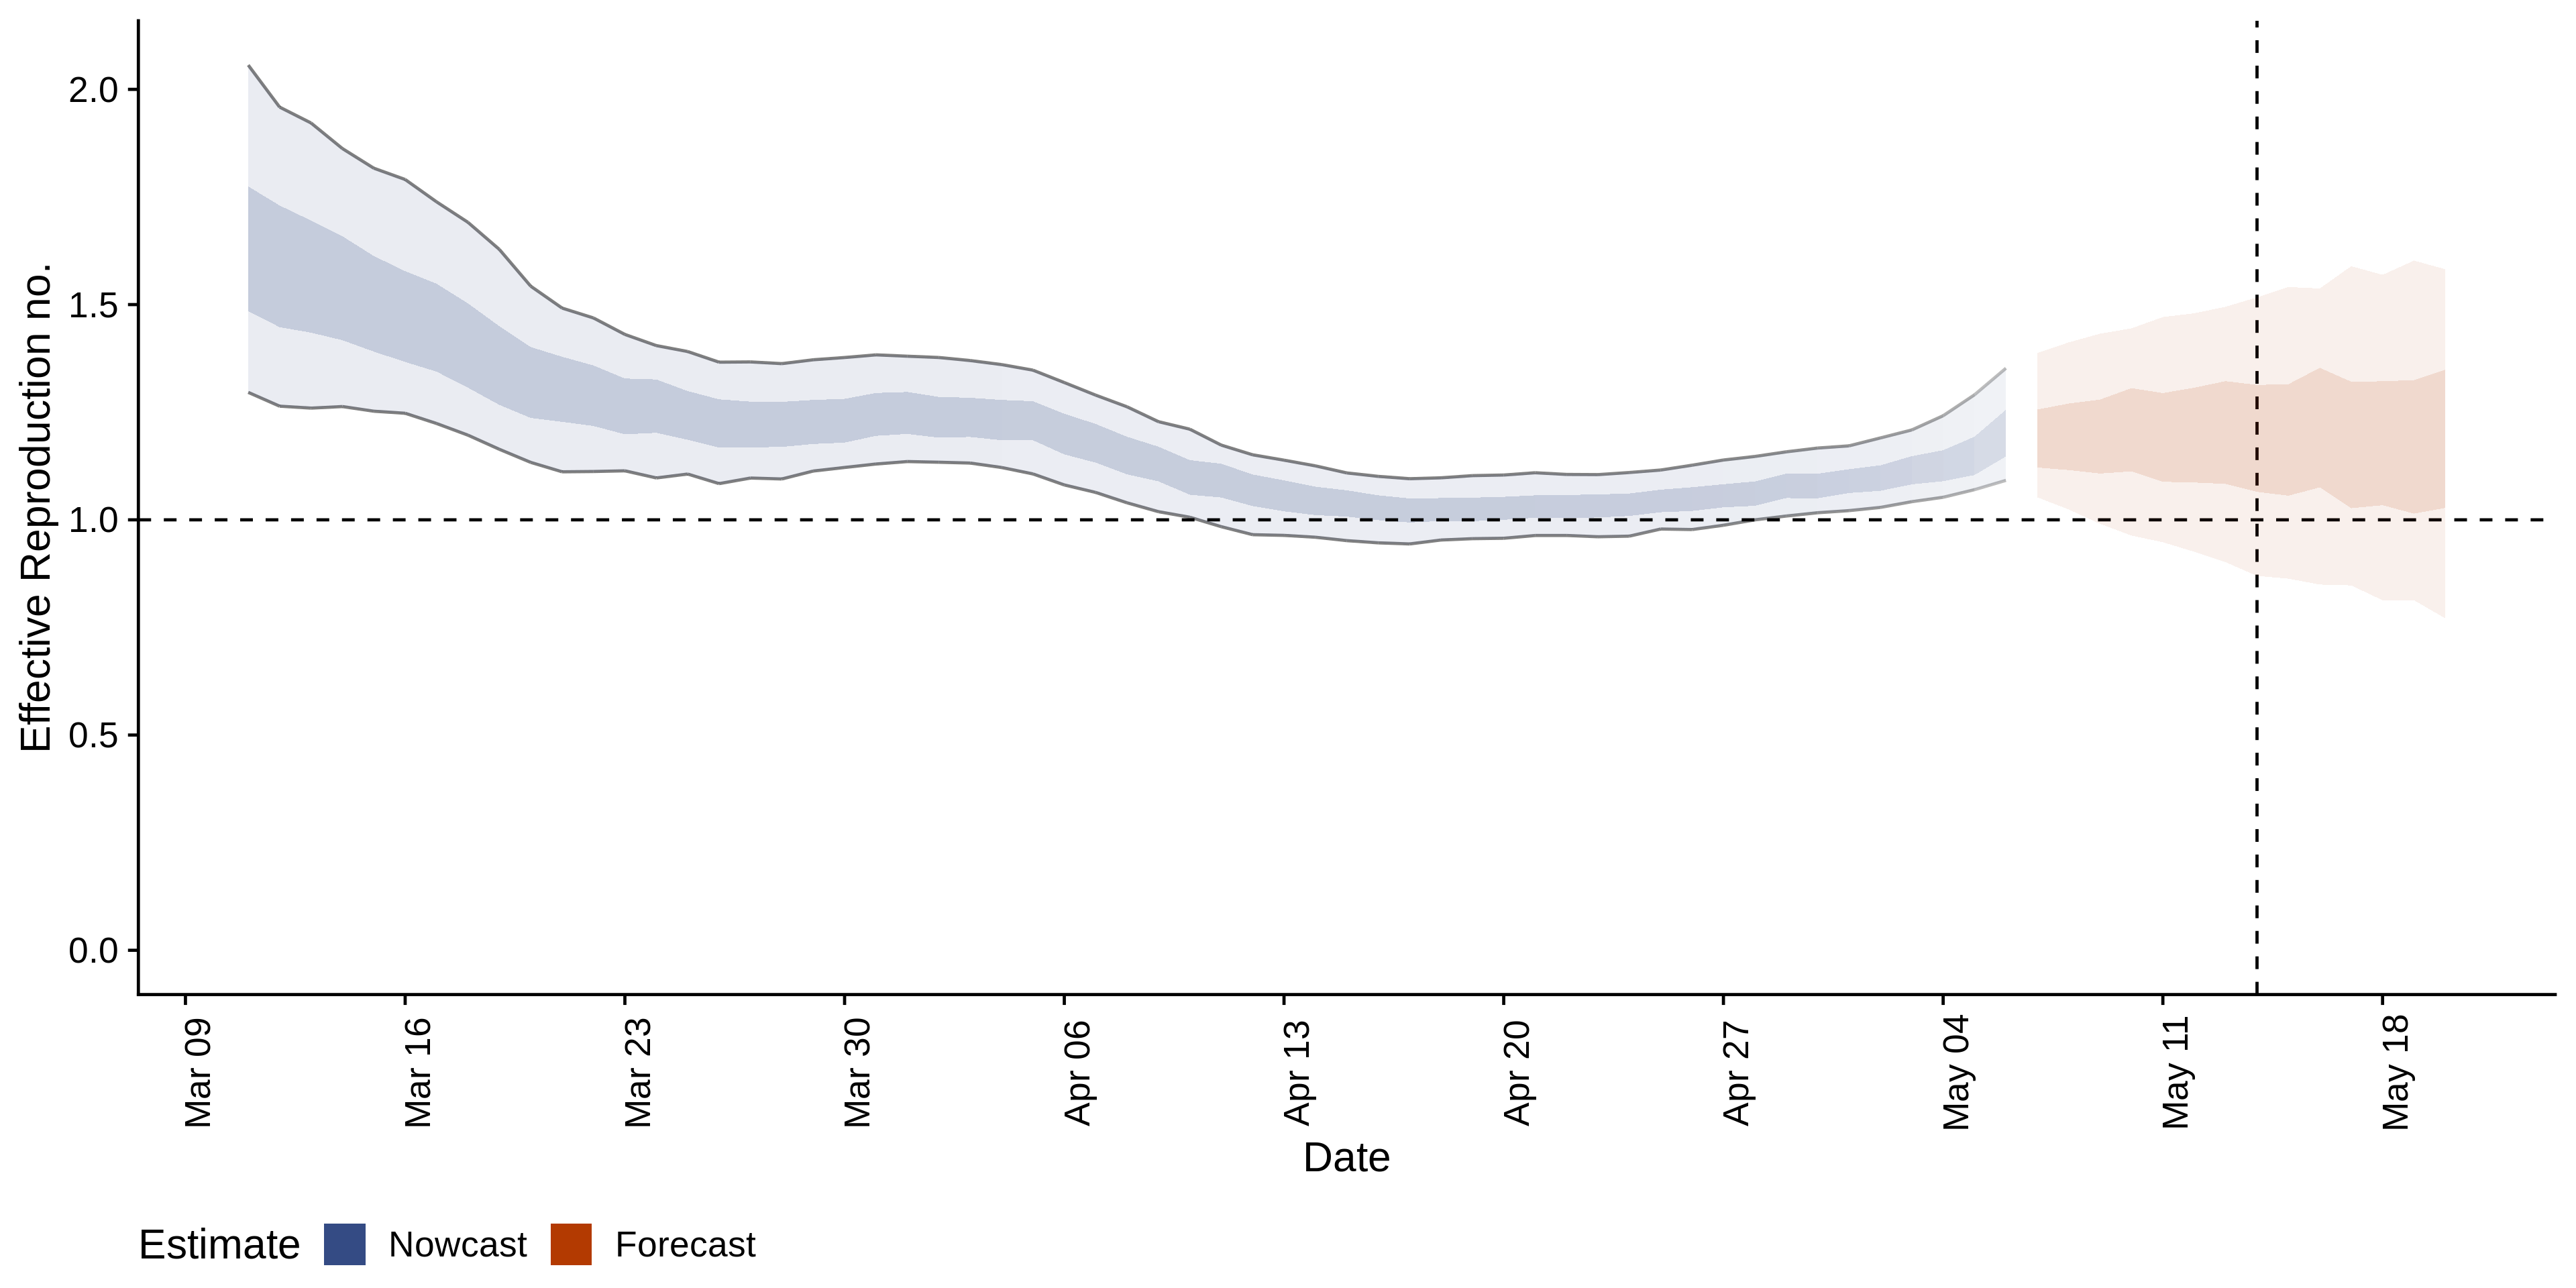 Effective Reproduction no.
2.0
1.5
1.0
0.5
0.0
Mar 09
Mar 16
Mar 23
Mar 30
Apr 06
Apr 13
Apr 20
Apr 27
May 04
May 11
May 18
Date
Estimate Nowcast Forecast